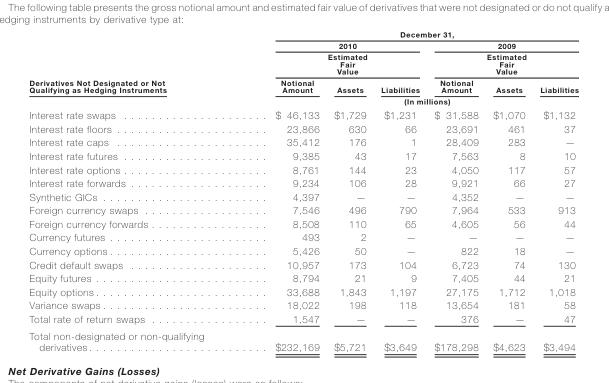 The following table presents the gross notional amount and estimated fair value of derivatives that were not designated or do not qualify a
edging instruments by derivative type at:
December 31,
2010 2009
Estimated Fair Value Estimated Fair Value
Derivatives Not Designated or Not Qualifying as Hedging Instruments Notional Amount Assets Liabilities Notional Amount Assets Liabilities
(In millions)
Interest rate swaps . . . . . . . . . . . . . . . . . . . . . . $ 46,133 $1,729 $1,231 $ 31,588 $1,070 $1,132
Interest rate floors . . . . . . . . . . . . . . . . . . . . . . 23,866 630 66 23,691 461 37
Interest rate caps . . . . . . . . . . . . . . . . . . . . . . 35,412 176 1 28,409 283 —
Interest rate futures . . . . . . . . . . . . . . . . . . . . . 9,385 43 17 7,563 8 10
Interest rate options . . . . . . . . . . . . . . . . . . . . . 8,761 144 23 4,050 117 57
Interest rate forwards . . . . . . . . . . . . . . . . . . . . 9,234 106 28 9,921 66 27
Synthetic GICs . . . . . . . . . . . . . . . . . . . . . . . . 4,397 — — 4,352 — —
Foreign currency swaps . . . . . . . . . . . . . . . . . . . 7,546 496 790 7,964 533 913
Foreign currency forwards . . . . . . . . . . . . . . . . . . 8,508 110 65 4,605 56 44
Currency futures . . . . . . . . . . . . . . . . . . . . . . . 493 2 — — — —
Currency options . . . . . . . . . . . . . . . . . . . . . . . 5,426 50 — 822 18 —
Credit default swaps . . . . . . . . . . . . . . . . . . . . . 10,957 173 104 6,723 74 130
Equity futures . . . . . . . . . . . . . . . . . . . . . . . . 8,794 21 9 7,405 44 21
Equity options . . . . . . . . . . . . . . . . . . . . . . . . 33,688 1,843 1,197 27,175 1,712 1,018
Variance swaps . . . . . . . . . . . . . . . . . . . . . . . . 18,022 198 118 13,654 181 58
Total rate of return swaps . . . . . . . . . . . . . . . . . . 1,547 — — 376 — 47
Total non-designated or non-qualifying
derivatives . . . . . . . . . . . . . . . . . . . . . . . . . $232,169 $5,721 $3,649 $178,298 $4,623 $3,494
Net Derivative Gains (Losses)
The components of net derivative gains (losses) were as follows: